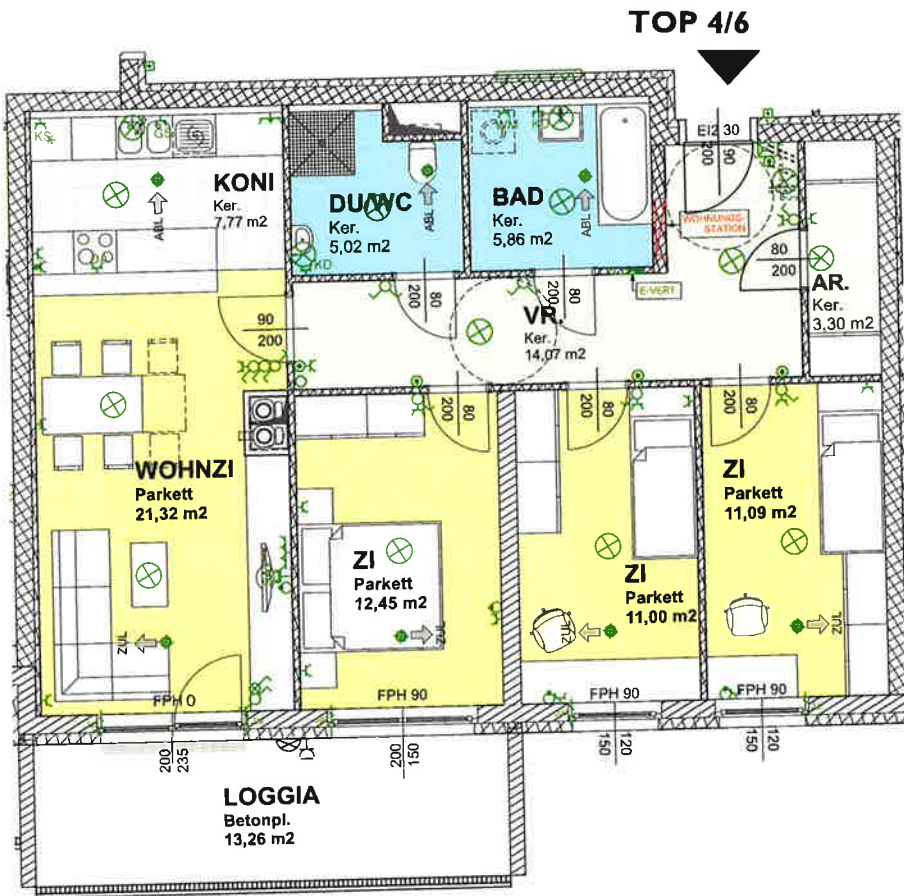 TOP 4/6
EI2 30
90
200
KS
GS
KONI
Ker.
7,77 m2
ABL
DU/WC
Ker.
5,02 m2
ABL
KD
BAD
Ker.
5,86 m2
ABL
WOHNUNGS-
STATION
E-VERT
80
200
AR.
Ker.
3,30 m2
80
200
80
200
VR.
Ker.
14,07 m2
90
200
80
200
80
200
80
200
WOHNZI
Parkett
21,32 m2
ZUL
FPH 0
ZI
Parkett
12,45 m2
ZUL
FPH 90
ZI
Parkett
11,00 m2
ZUL
FPH 90
ZI
Parkett
11,09 m2
ZUL
FPH 90
200
235
200
150
150
120
150
120
LOGGIA
Betonpl.
13,26 m2